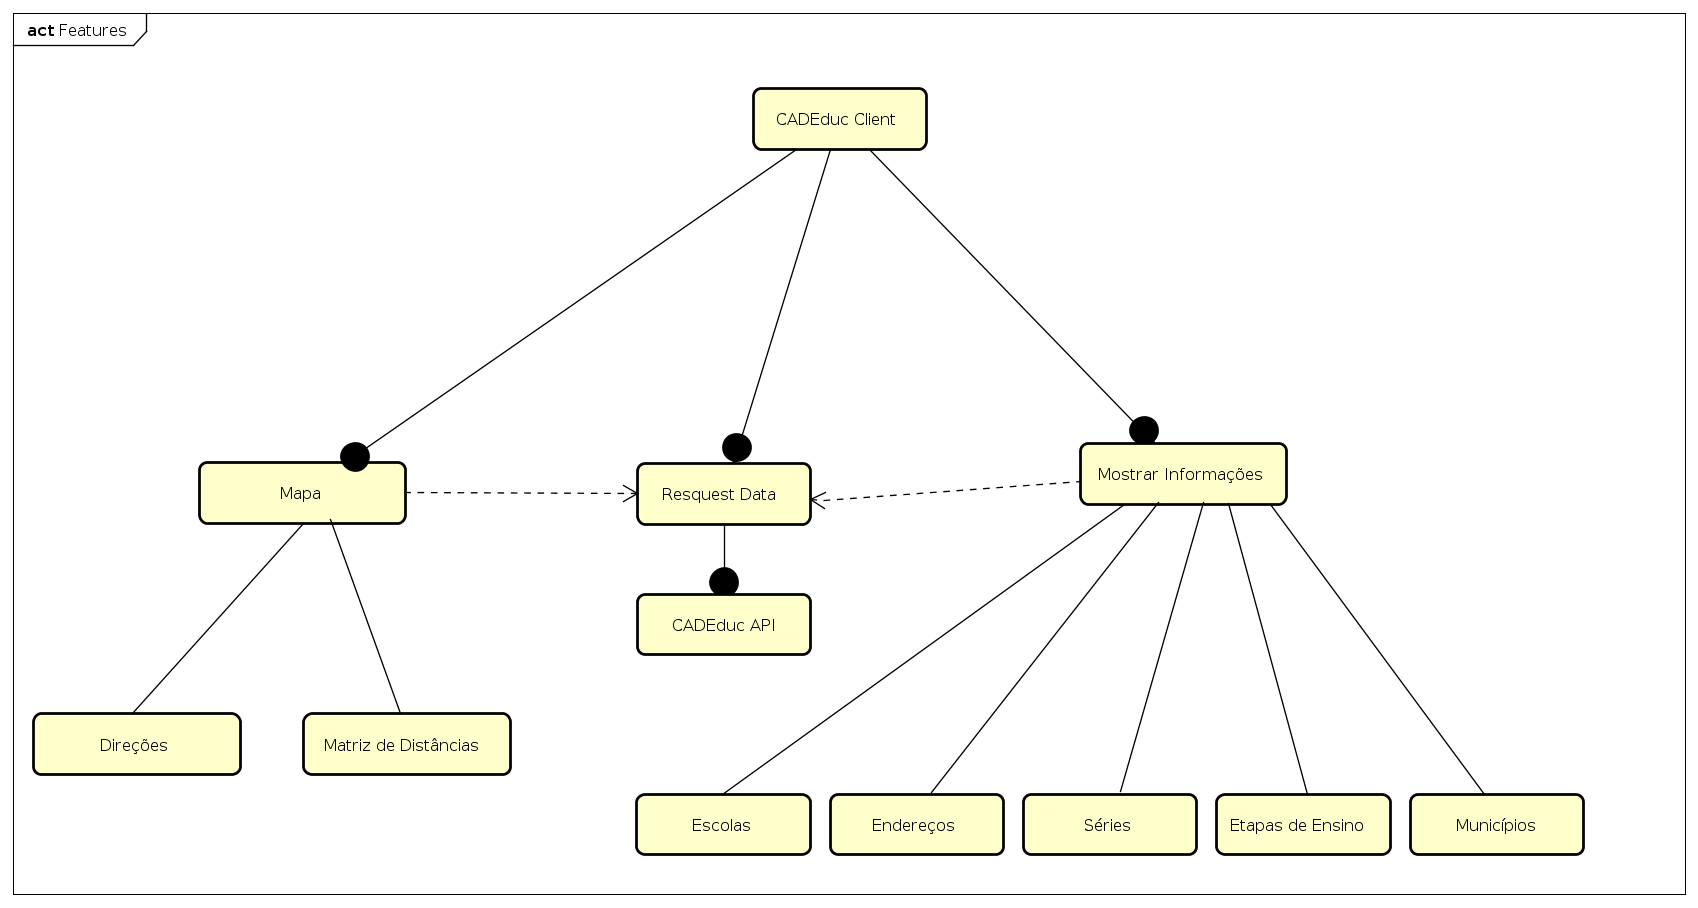 act Features
CADEduc Client
Mapa
Resquest Data
Mostrar Informações
CADEduc API
Direções
Matriz de Distâncias
Escolas
Endereços
Séries
Etapas de Ensino
Municípios